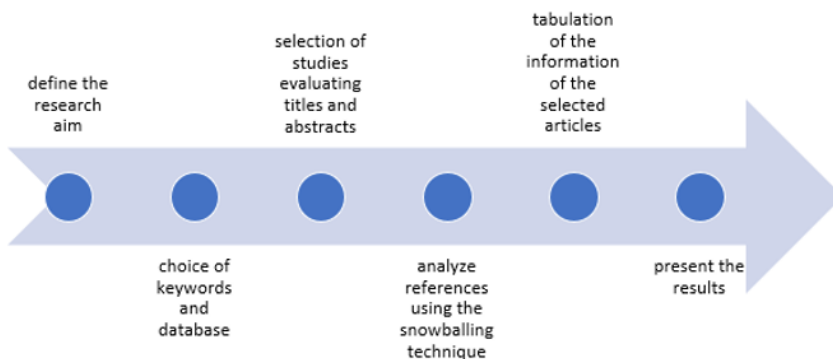 define the
research
aim
choice of
keywords
and
database
selection of
studies
evaluating
titles and
abstracts
analyze
references
using the
snowballing
technique
tabulation
of the
information
of the
selected
articles
present the
results